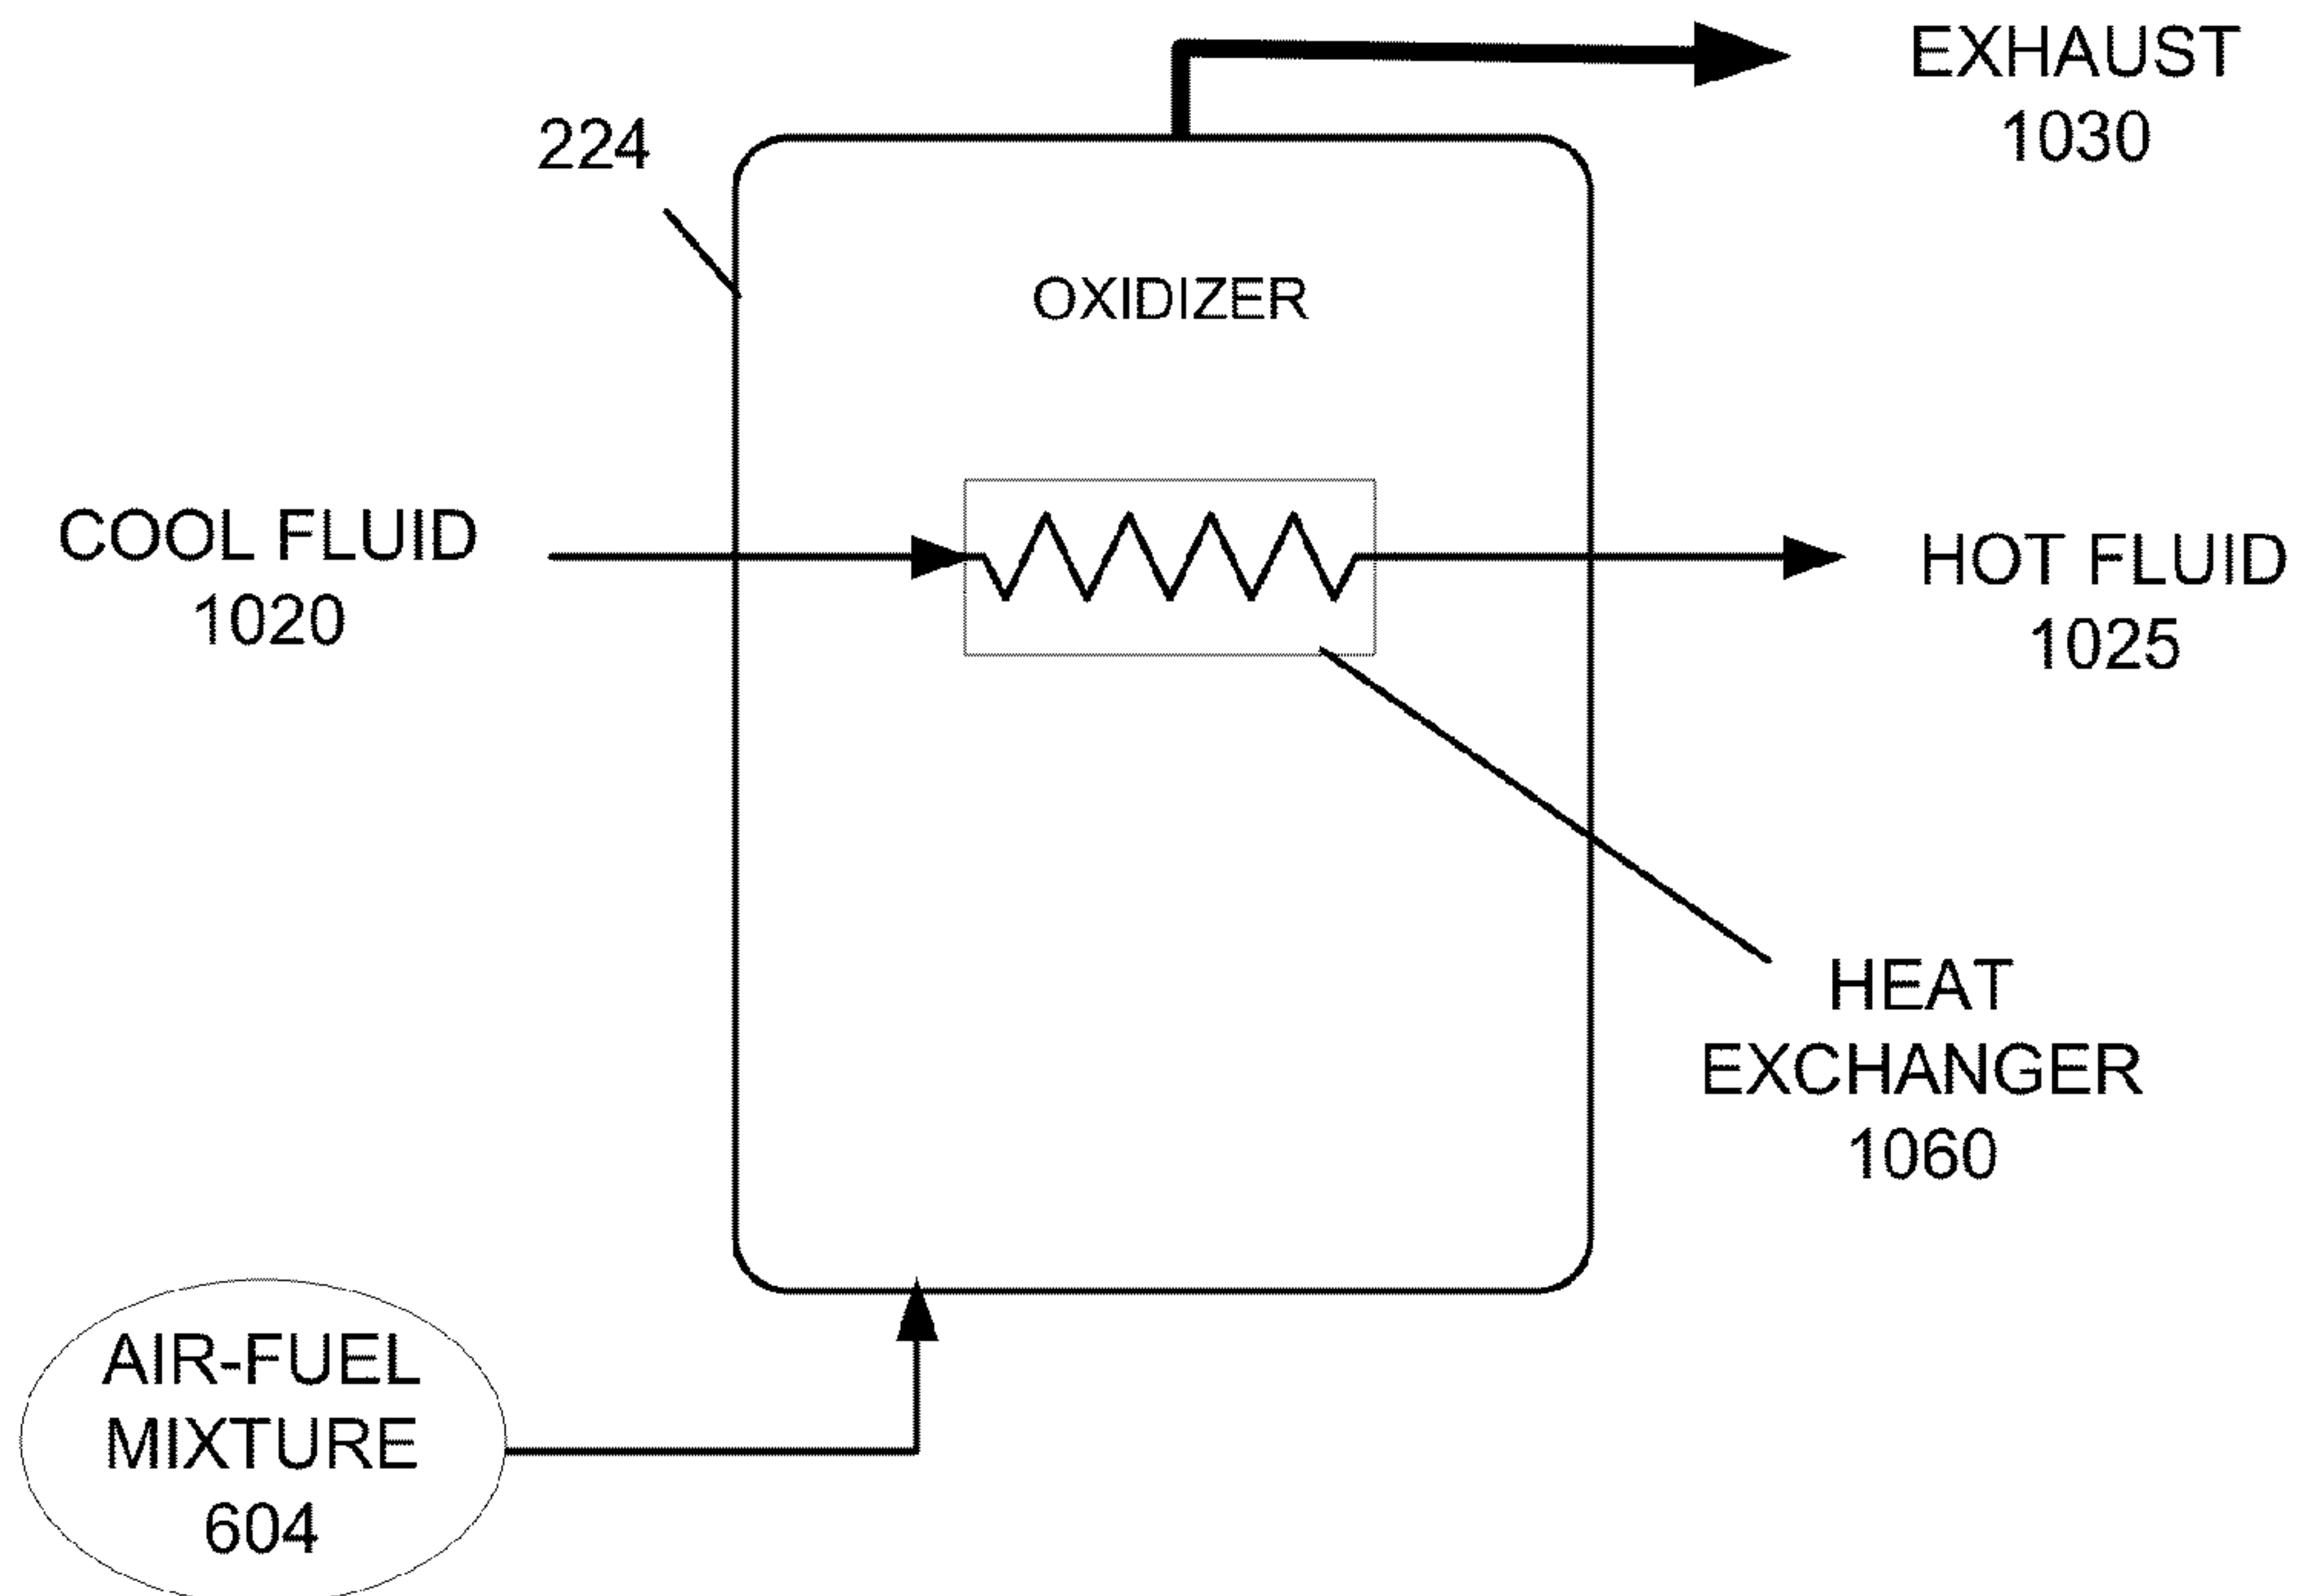 EXHAUST
1030
224
OXIDIZER
COOL FLUID
1020
HOT FLUID
1025
HEAT
EXCHANGER
1060
AIR-FUEL
MIXTURE
604